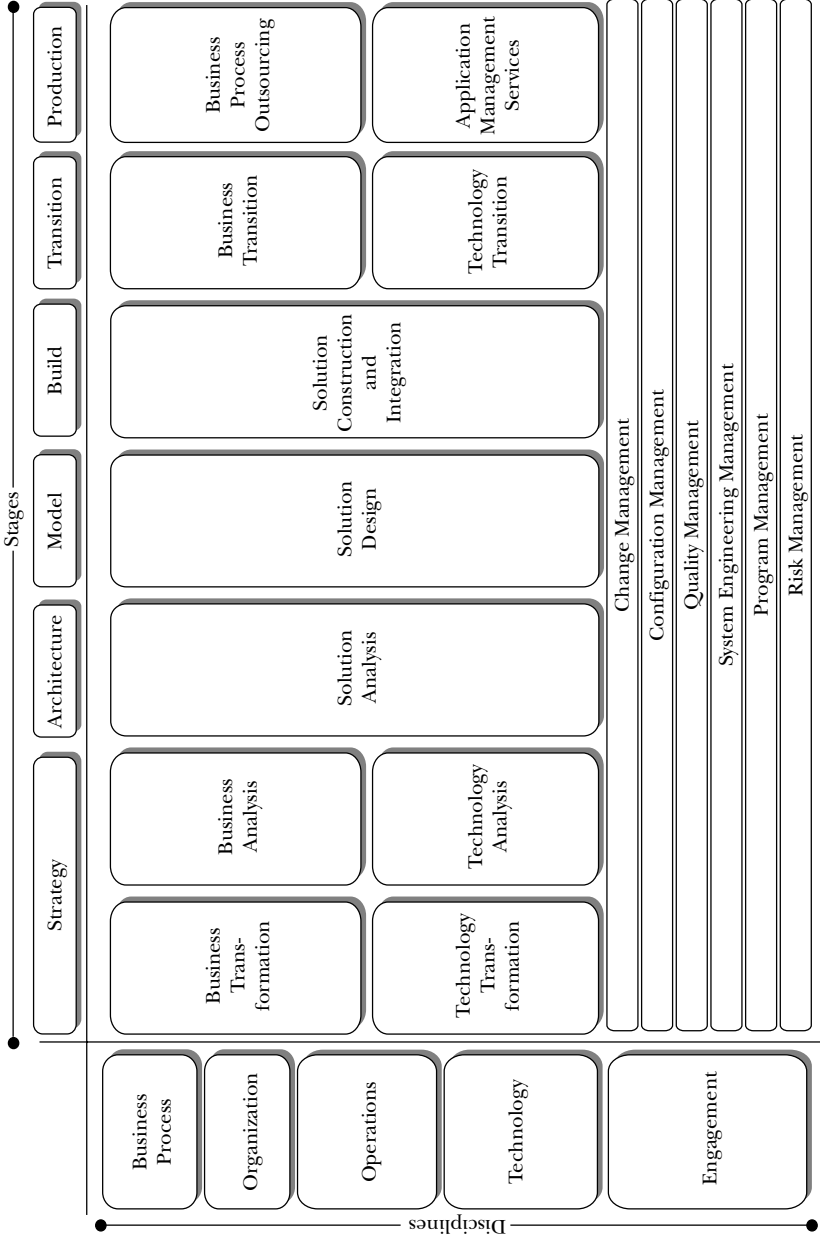 Stages
Strategy
Architecture
Model
Build
Transition
Production
Disciplines
Business
Process
Organization
Operations
Technology
Engagement
Business
Trans-
formation
Business
Analysis
Solution
Analysis
Solution
Design
Solution
Construction
and
Integration
Business
Transition
Business
Process
Outsourcing
Technology
Trans-
formation
Technology
Analysis
Technology
Transition
Application
Management
Services
Change Management
Configuration Management
Quality Management
System Engineering Management
Program Management
Risk Management